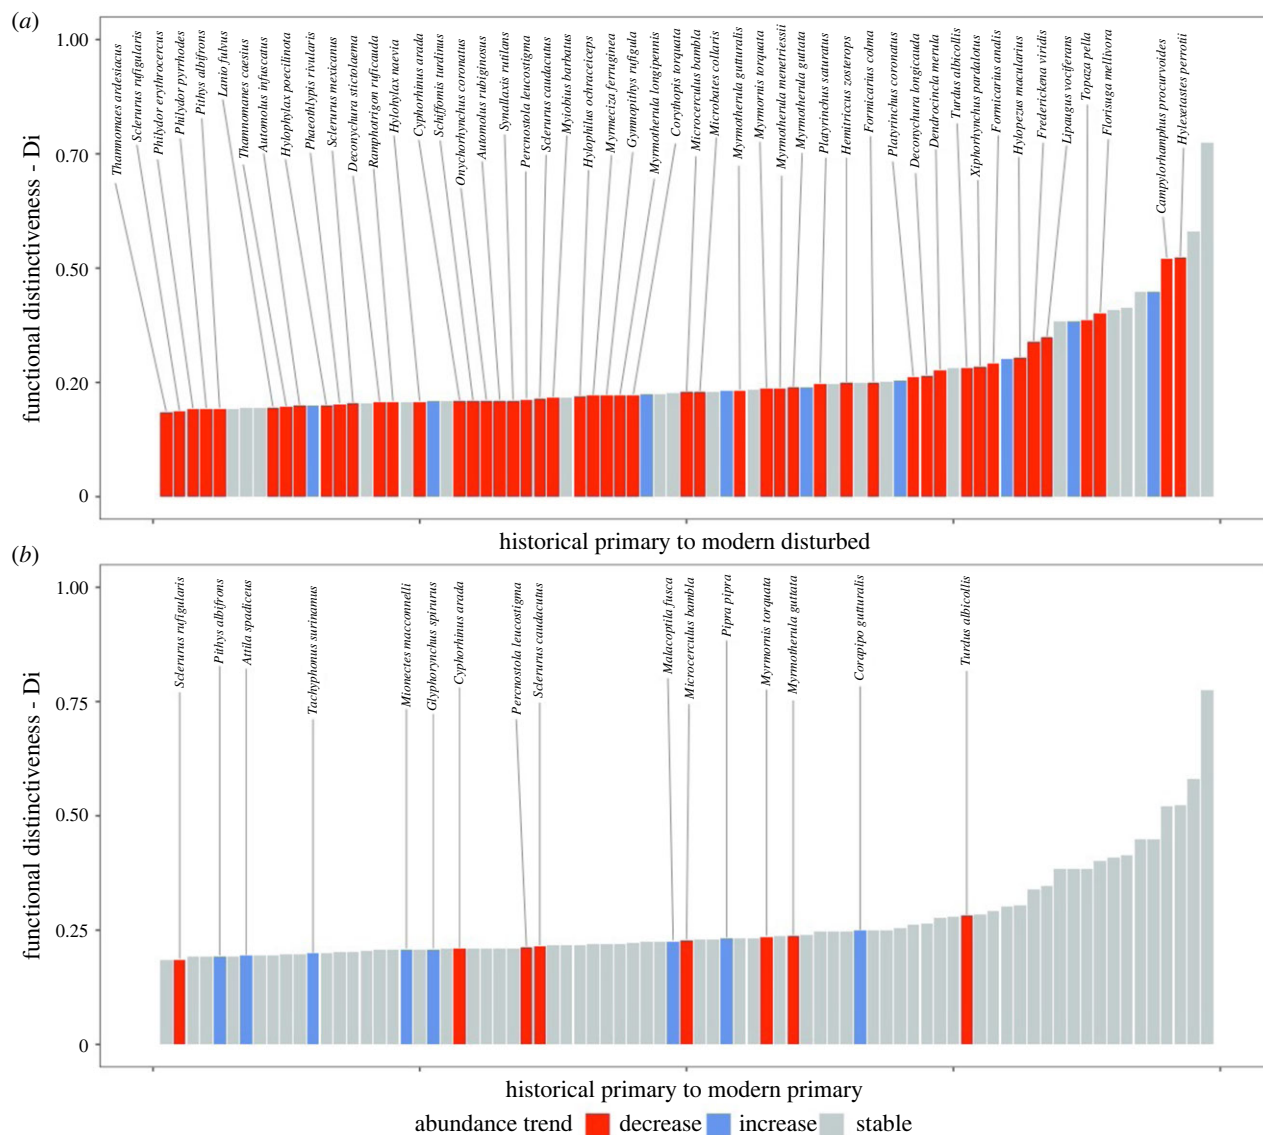 (a)
1.00
0.70
0.50
0.20
0
functional distinctiveness - Di
Thamnomaes ardesiacus
Sclerurus rufigularis
Philydor erythrocercus
Philydor pyrrhodes
Pithys albifrons
Lanio fulvus
Thamnomanes caesius
Automolus infuscatus
Hylophylax poecilinota
Phaeothlypis rivularis
Sclerurus mexicanus
Deconychura stictolaema
Ramphotrigon ruficauda
Hylohylax naevia
Cyphorhinus arada
Schiffornis turdinus
Onychorhynchus coronatus
Automolus rubiginosus
Synallaxis rutilans
Percnostola leucostigma
Sclerurus caudacutus
Myiobius barbatus
Hylophilus ochraceiceps
Myrmeciza ferruginea
Gymnopithys rufigula
Myrmotherula longipennis
Corythopis torquata
Microcerculus bambla
Microbates collaris
Myrmotherula gutturalis
Myrmornis torquata
Myrmotherula menetriessii
Myrmotherula guttata
Platyrinchus saturatus
Hemitriccus zosterops
Formicarius colma
Platyrinchus coronatus
Deconychura longicauda
Dendrocincla merula
Turdus albicollis
Xiphorhynchus pardalotus
Formicarius analis
Hylopezus macularius
Frederickena viridis
Lipaugus vociferans
Topaza pella
Florisuga mellivora
Campylorhamphus procurvoides
Hylexetastes perrotii
historical primary to modern disturbed
(b)
1.00
0.75
0.50
0.25
0
functional distinctiveness - Di
Sclerurus rufigularis
Pithys albifrons
Attila spadiceus
Tachyphonus surinamus
Mionectes macconnelli
Glyphorynchus spirurus
Cyphorhinus arada
Percnostola leucostigma
Sclerurus caudacutus
Malacoptila fusca
Microcerculus bambla
Pipra pipra
Myrmornis torquata
Myrmotherula guttata
Corapipo gutturalis
Turdus albicollis
historical primary to modern primary
abundance trend decrease increase stable